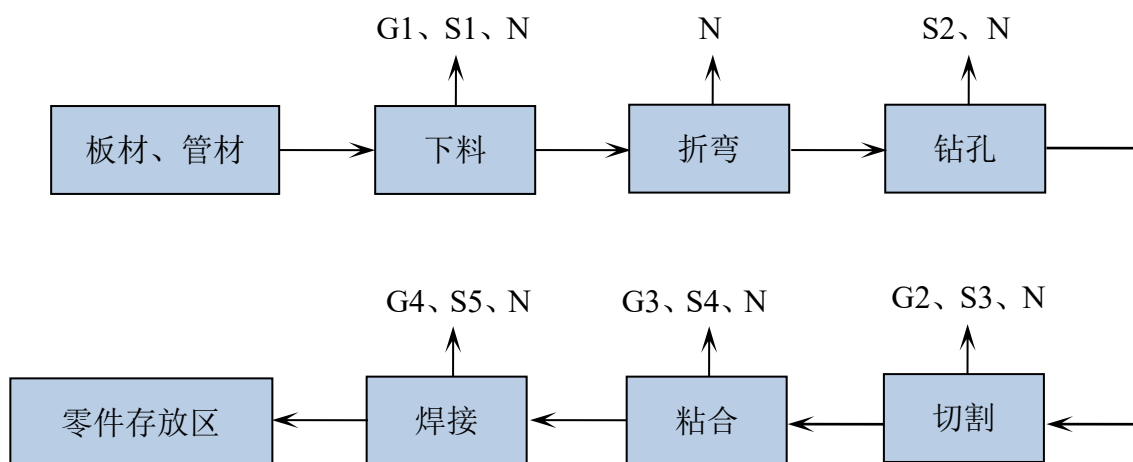 G1、S1、N
N
S2、N
板材、管材
下料
折弯
钻孔
G4、S5、N
G3、S4、N
G2、S3、N
零件存放区
焊接
粘合
切割